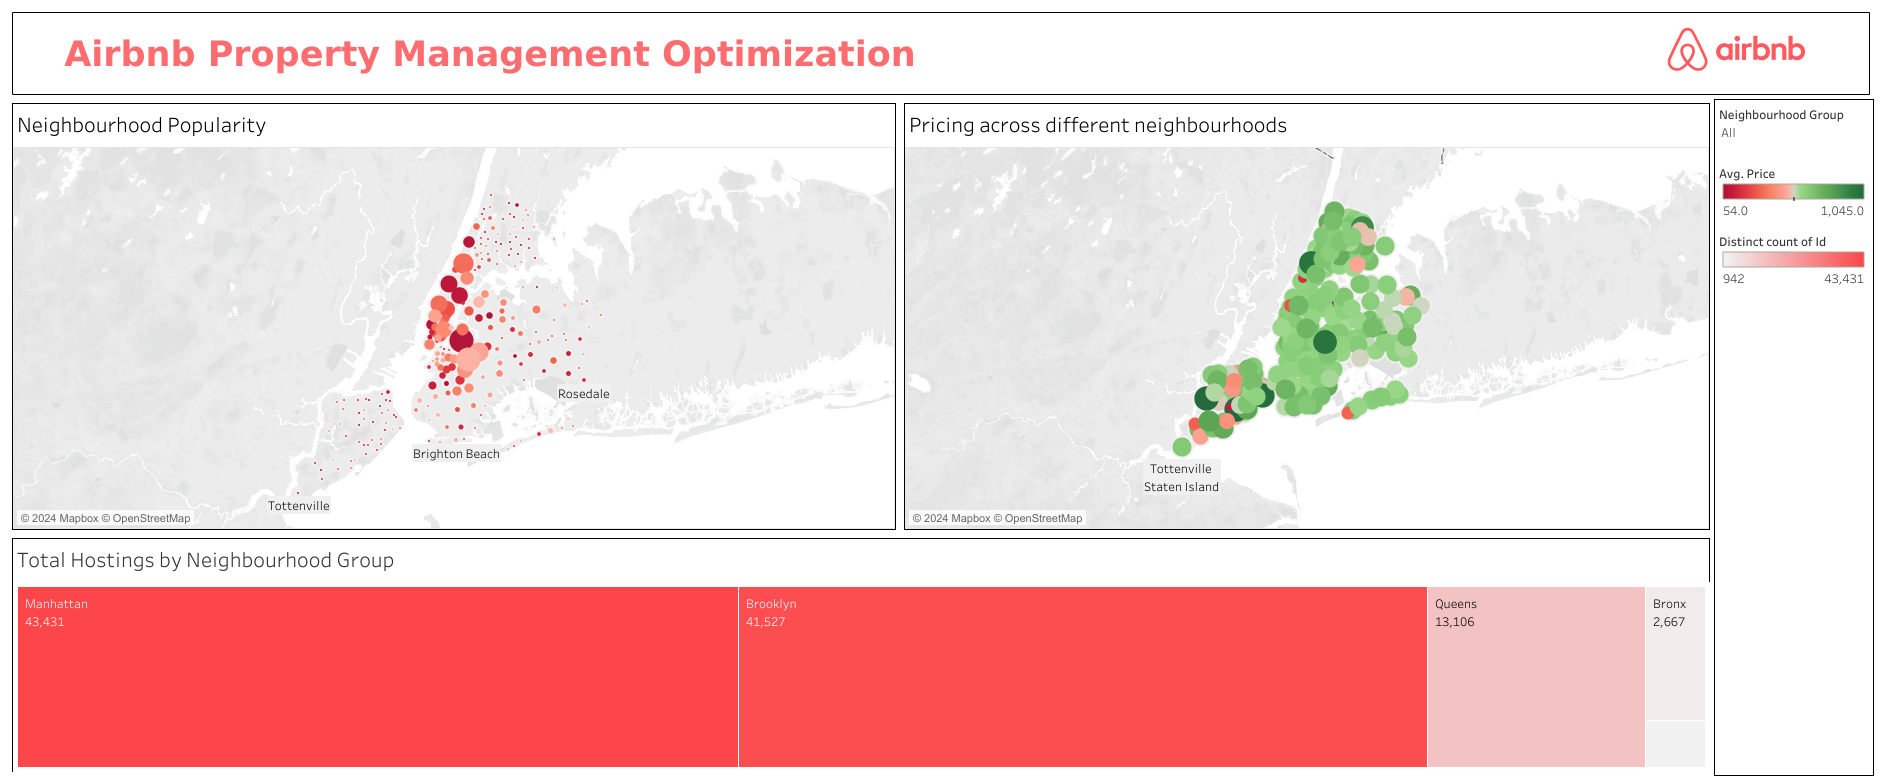 Airbnb Property Management Optimization
airbnb
Neighbourhood Popularity
Rosedale
Brighton Beach
Tottenville
© 2024 Mapbox © OpenStreetMap
Pricing across different neighbourhoods
Tottenville
Staten Island
© 2024 Mapbox © OpenStreetMap
Neighbourhood Group
All
Avg. Price
54.0 1,045.0
Distinct count of Id
942 43,431
Total Hostings by Neighbourhood Group
Manhattan
43,431
Brooklyn
41,527
Queens
13,106
Bronx
2,667